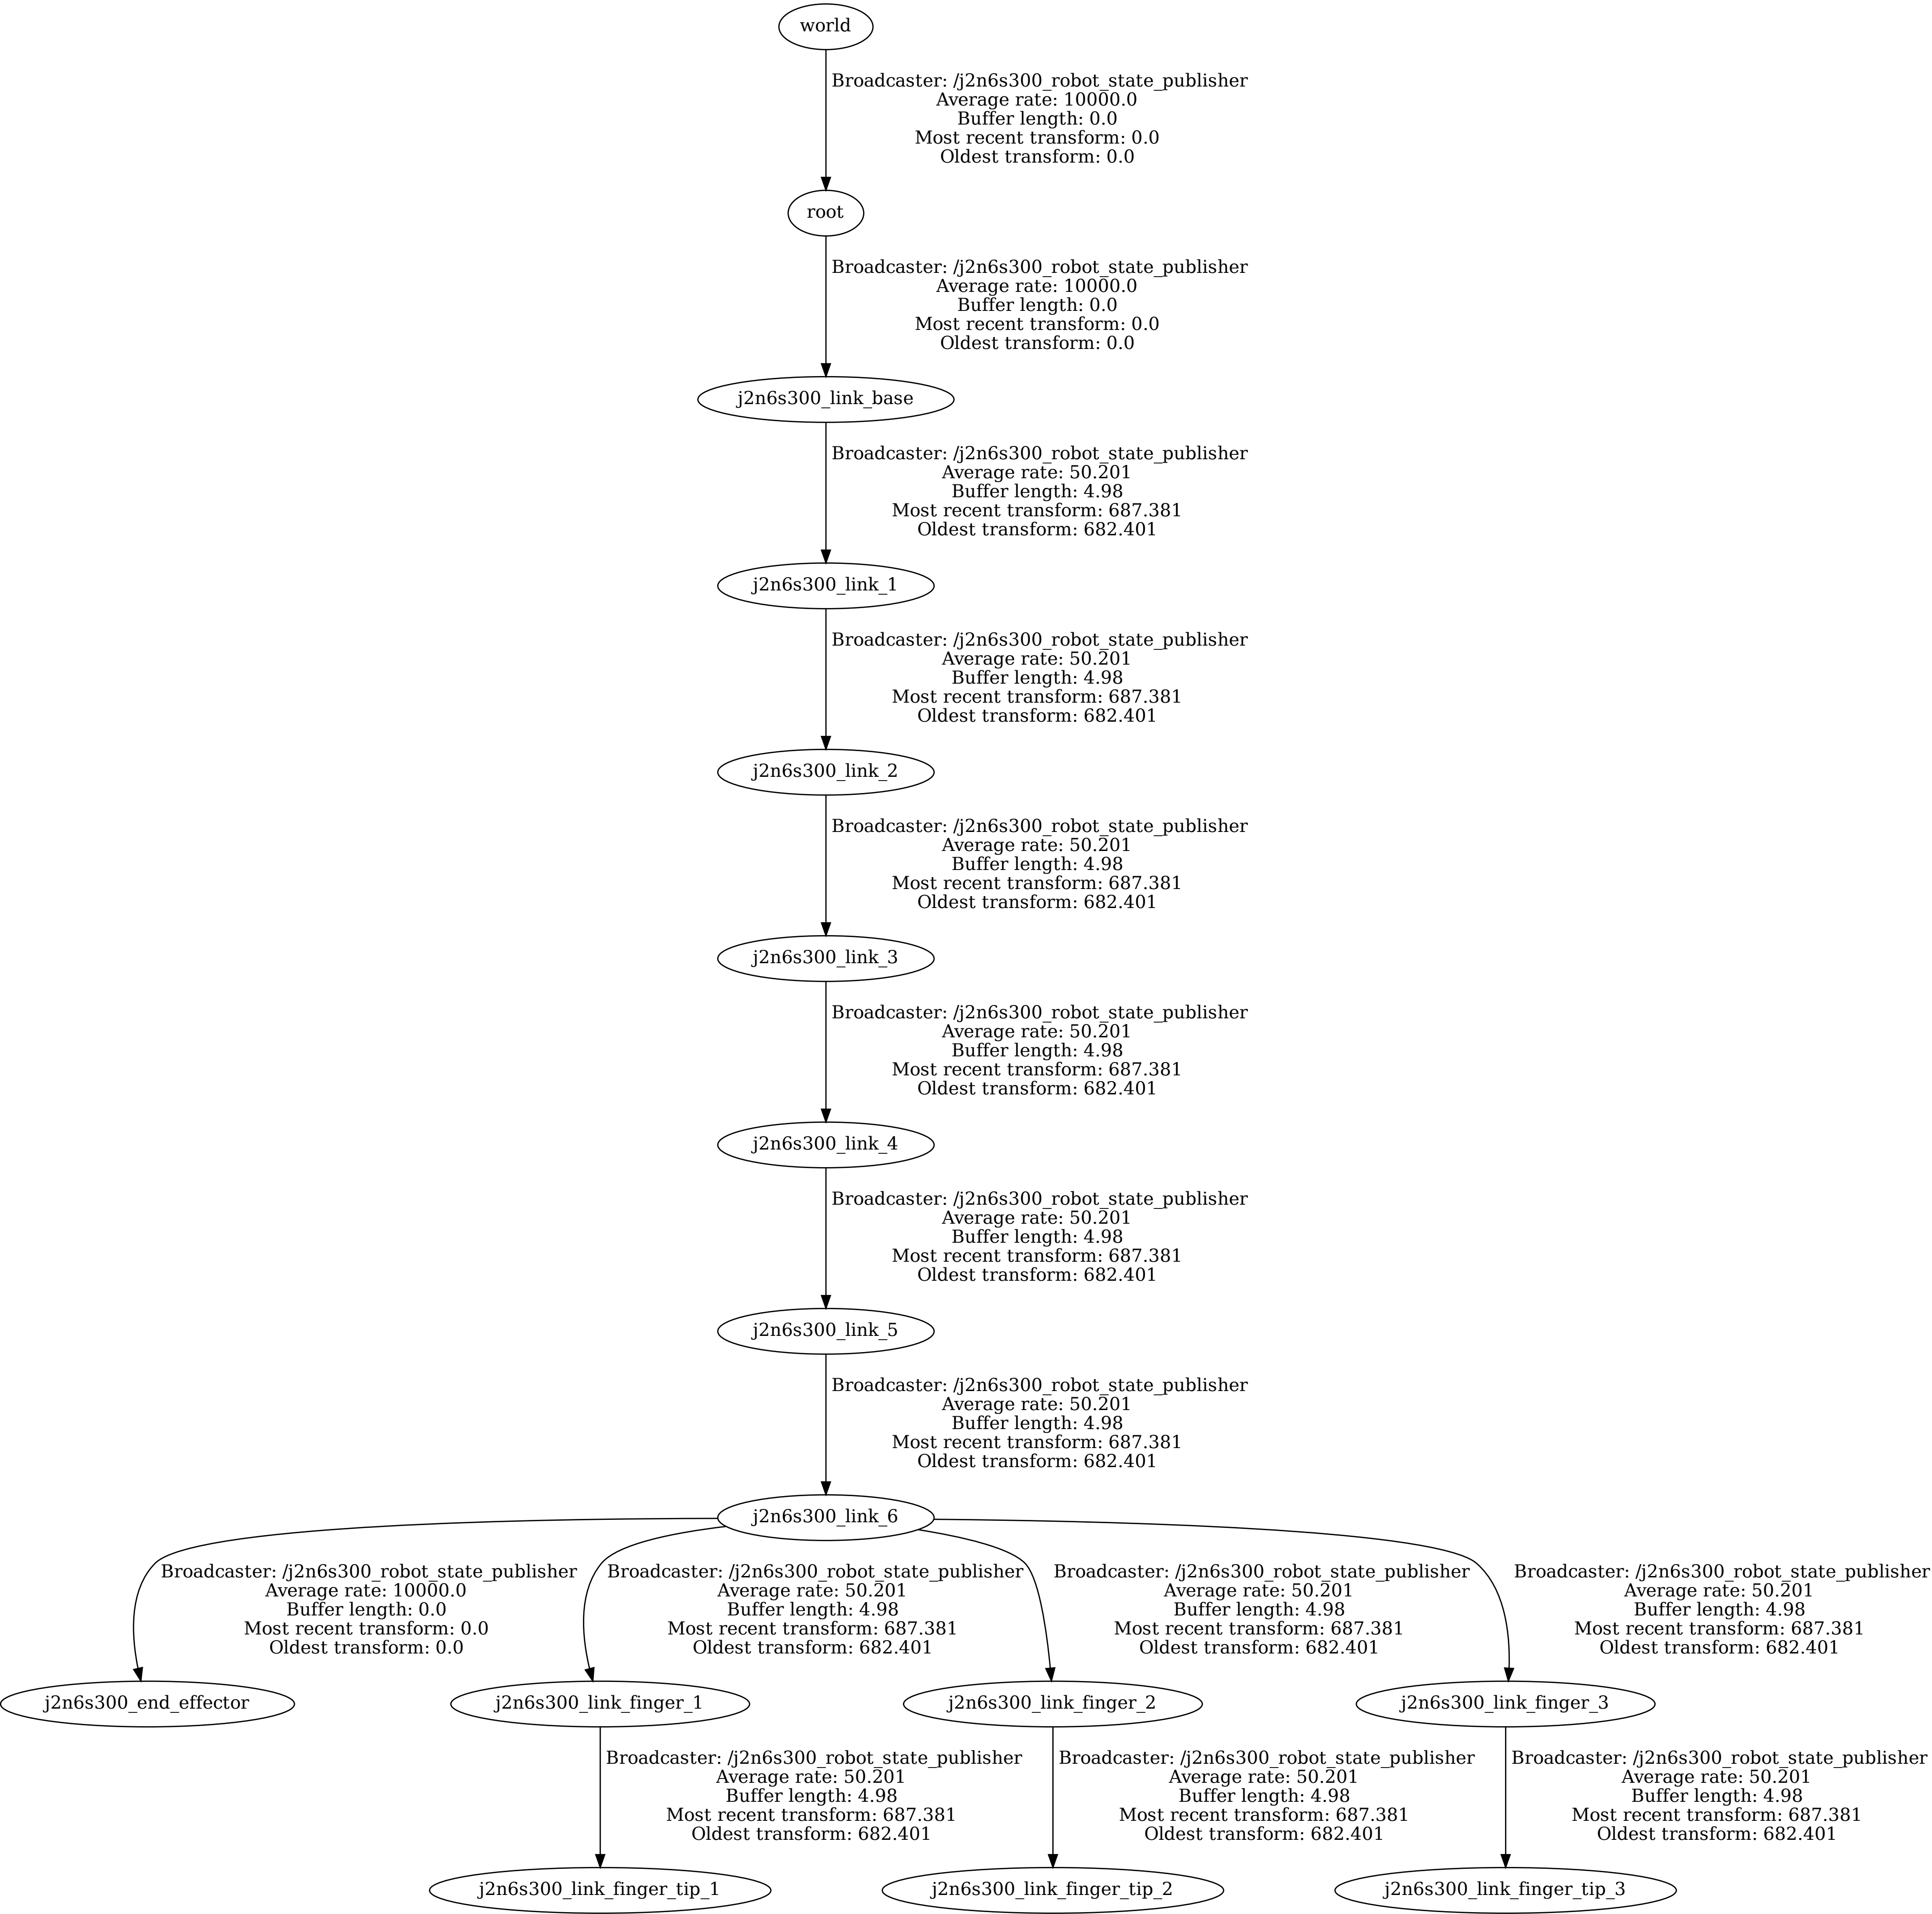 world
Broadcaster: /j2n6s300_robot_state_publisher
Average rate: 10000.0
Buffer length: 0.0
Most recent transform: 0.0
Oldest transform: 0.0
root
Broadcaster: /j2n6s300_robot_state_publisher
Average rate: 10000.0
Buffer length: 0.0
Most recent transform: 0.0
Oldest transform: 0.0
j2n6s300_link_base
Broadcaster: /j2n6s300_robot_state_publisher
Average rate: 50.201
Buffer length: 4.98
Most recent transform: 687.381
Oldest transform: 682.401
j2n6s300_link_1
Broadcaster: /j2n6s300_robot_state_publisher
Average rate: 50.201
Buffer length: 4.98
Most recent transform: 687.381
Oldest transform: 682.401
j2n6s300_link_2
Broadcaster: /j2n6s300_robot_state_publisher
Average rate: 50.201
Buffer length: 4.98
Most recent transform: 687.381
Oldest transform: 682.401
j2n6s300_link_3
Broadcaster: /j2n6s300_robot_state_publisher
Average rate: 50.201
Buffer length: 4.98
Most recent transform: 687.381
Oldest transform: 682.401
j2n6s300_link_4
Broadcaster: /j2n6s300_robot_state_publisher
Average rate: 50.201
Buffer length: 4.98
Most recent transform: 687.381
Oldest transform: 682.401
j2n6s300_link_5
Broadcaster: /j2n6s300_robot_state_publisher
Average rate: 50.201
Buffer length: 4.98
Most recent transform: 687.381
Oldest transform: 682.401
j2n6s300_link_6
Broadcaster: /j2n6s300_robot_state_publisher
Average rate: 10000.0
Buffer length: 0.0
Most recent transform: 0.0
Oldest transform: 0.0
Broadcaster: /j2n6s300_robot_state_publisher
Average rate: 50.201
Buffer length: 4.98
Most recent transform: 687.381
Oldest transform: 682.401
Broadcaster: /j2n6s300_robot_state_publisher
Average rate: 50.201
Buffer length: 4.98
Most recent transform: 687.381
Oldest transform: 682.401
Broadcaster: /j2n6s300_robot_state_publisher
Average rate: 50.201
Buffer length: 4.98
Most recent transform: 687.381
Oldest transform: 682.401
j2n6s300_end_effector
j2n6s300_link_finger_1
j2n6s300_link_finger_2
j2n6s300_link_finger_3
Broadcaster: /j2n6s300_robot_state_publisher
Average rate: 50.201
Buffer length: 4.98
Most recent transform: 687.381
Oldest transform: 682.401
Broadcaster: /j2n6s300_robot_state_publisher
Average rate: 50.201
Buffer length: 4.98
Most recent transform: 687.381
Oldest transform: 682.401
Broadcaster: /j2n6s300_robot_state_publisher
Average rate: 50.201
Buffer length: 4.98
Most recent transform: 687.381
Oldest transform: 682.401
j2n6s300_link_finger_tip_1
j2n6s300_link_finger_tip_2
j2n6s300_link_finger_tip_3